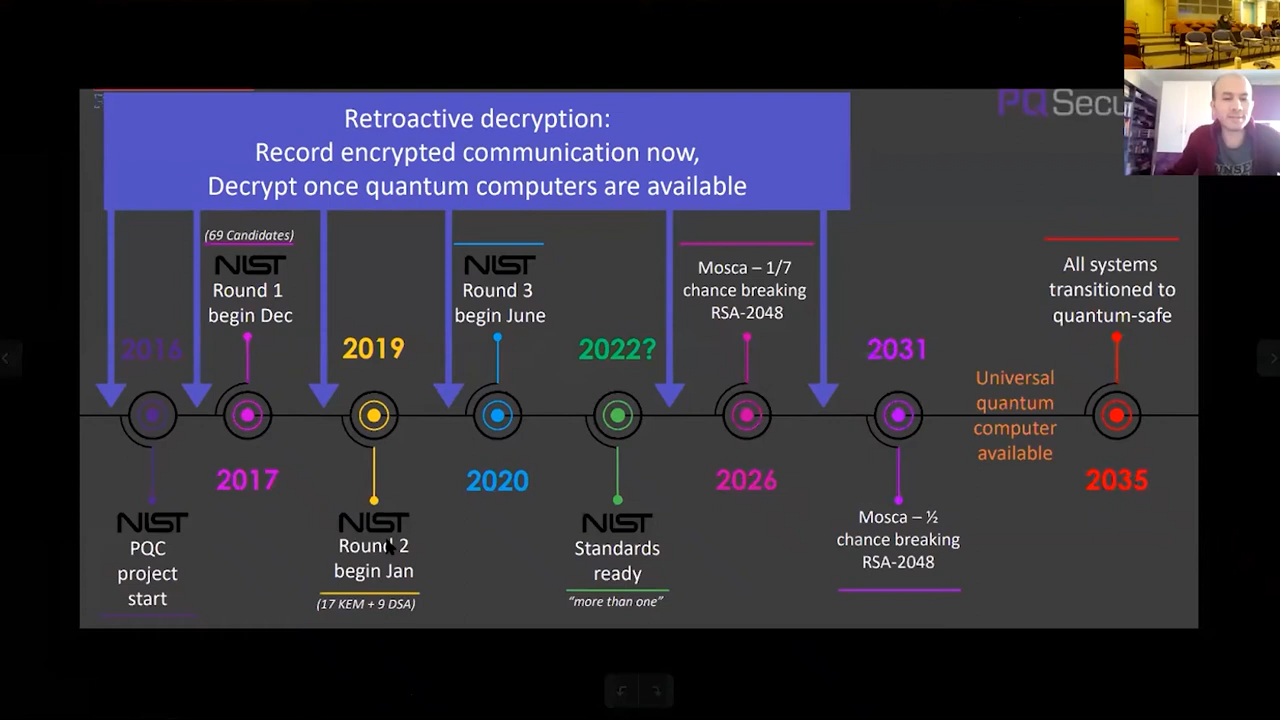 PQSecu
Retroactive decryption:
Record encrypted communication now,
Decrypt once quantum computers are available
(69 Candidates)
NIST
Round 1
begin Dec
NIST
Round 3
begin June
Mosca – 1/7
chance breaking
RSA-2048
All systems
transitioned to
quantum-safe
2016
2019
2022?
2031
Universal
quantum
computer
available
2017
2020
2026
2035
NIST
PQC
project
start
NIST
Round 2
begin Jan
(17 KEM + 9 DSA)
NIST
Standards
ready
"more than one"
Mosca – ½
chance breaking
RSA-2048